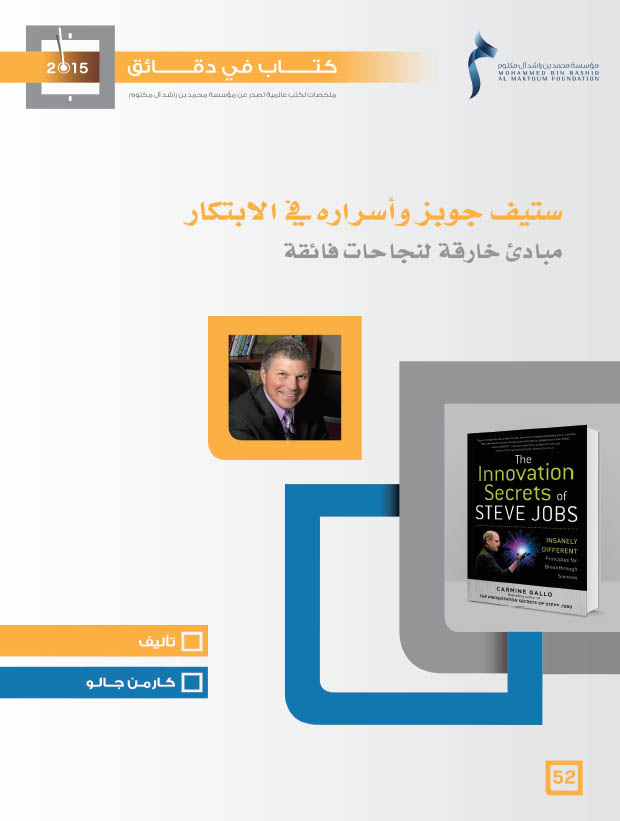 2015
كتاب في دقائق
ملخصات لكتب عالمية تصدر عن مؤسسة محمد بن راشد آل مكتوم
مؤسسة محمد بن راشد آل مكتوم
MOHAMMED BIN RASHID
AL MAKTOUM FOUNDATION
ستيف جوبز وأسراره في الابتكار
مبادئ خارقة لنجاحات فائقة
The
Innovation
Secrets of
STEVE JOBS
INSANELY
DIFFERENT
Principles for
Breakthrough
Success
CARMINE GALLO
THE PRESENTATION SECRETS OF STEVE JOBS
تأليف
كارمن جالو
52